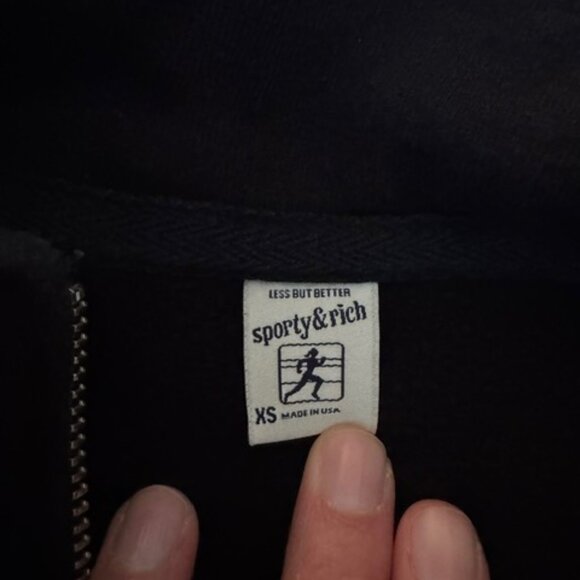 LESS BUT BETTER
sporty&rich
XS MADE IN USA